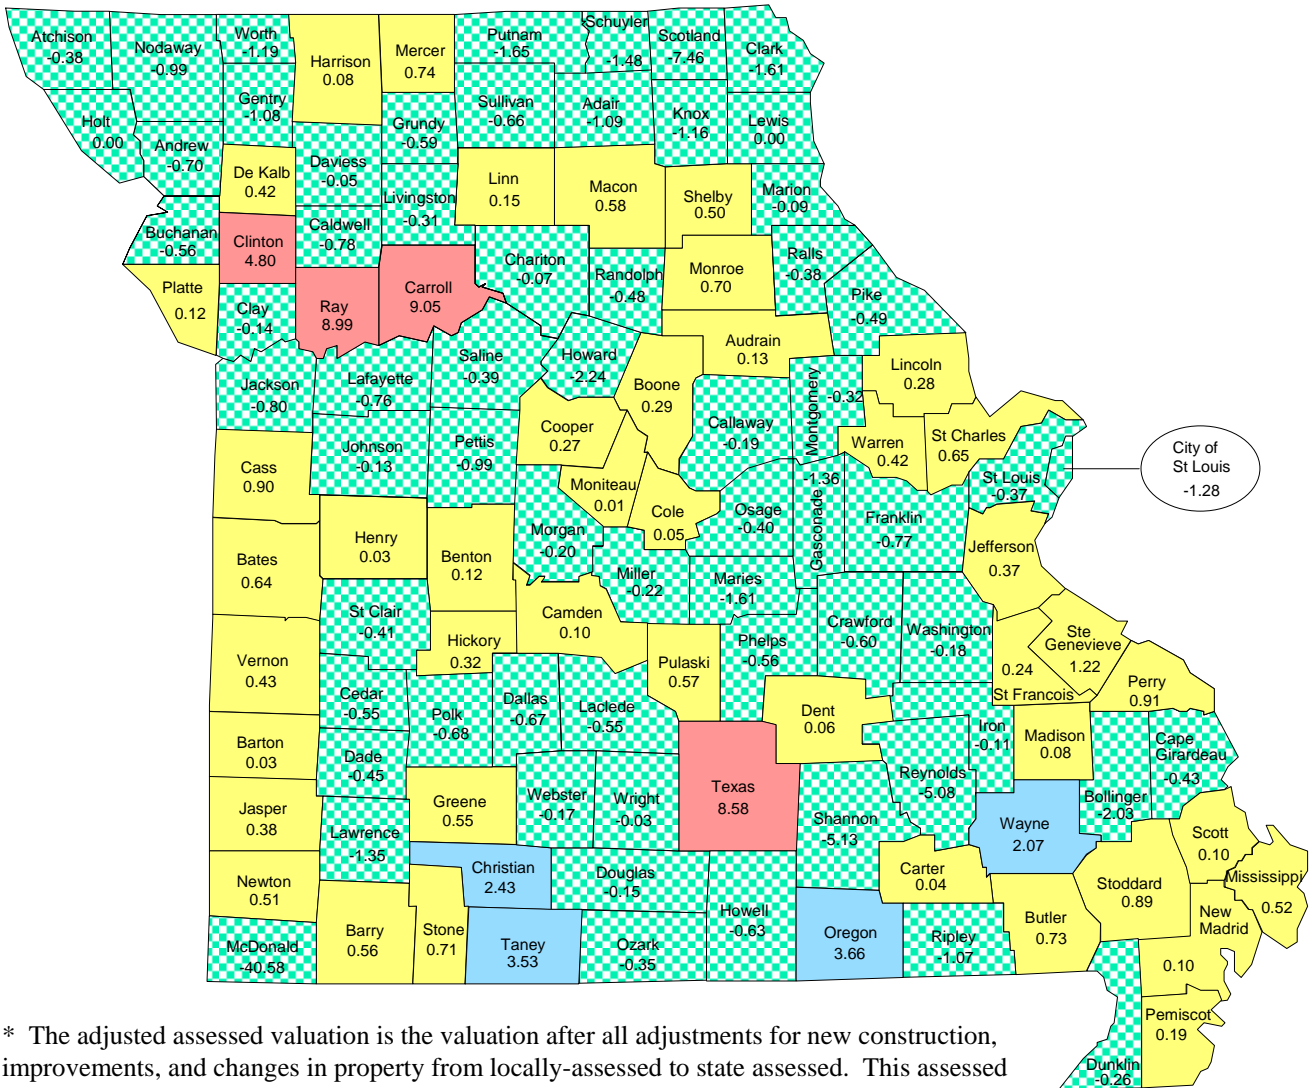 Atchison
-0.38
Nodaway
-0.99
Worth
-1.19
Harrison
0.08
Mercer
0.74
Putnam
-1.65
Schuyler
-1.48
Scotland
-7.46
Clark
-1.61
Holt
0.00
Andrew
-0.70
Gentry
-1.08
Grundy
-0.59
Sullivan
-0.66
Adair
-1.09
Knox
-1.16
Lewis
0.00
De Kalb
0.42
Daviess
-0.05
Livingston
-0.31
Linn
0.15
Macon
0.58
Shelby
0.50
Marion
-0.09
Buchanan
-0.56
Clinton
4.80
Caldwell
-0.78
Chariton
-0.07
Randolph
-0.48
Monroe
0.70
Ralls
-0.38
Platte
0.12
Clay
-0.14
Ray
8.99
Carroll
9.05
Pike
-0.49
Jackson
-0.80
Lafayette
-0.76
Saline
-0.39
Howard
-2.24
Boone
0.29
Audrain
0.13
Montgomery
-0.32
Lincoln
0.28
Cass
0.90
Johnson
-0.13
Pettis
-0.99
Cooper
0.27
Callaway
-0.19
Warren
0.42
St Charles
0.65
St Louis
-0.37
City of
St Louis
-1.28
Moniteau
0.01
Cole
0.05
Osage
-0.40
-1.36
Gasconade
Franklin
-0.77
Jefferson
0.37
Bates
0.64
Henry
0.03
Benton
0.12
Morgan
-0.20
Miller
-0.22
Maries
-1.61
St Clair
-0.41
Hickory
0.32
Camden
0.10
Pulaski
0.57
Phelps
-0.56
Crawford
-0.60
Washington
-0.18
Ste
Genevieve
1.22
0.24
St Francois
Perry
0.91
Vernon
0.43
Cedar
-0.55
Polk
-0.68
Dallas
-0.67
Laclede
-0.55
Dent
0.06
Iron
-0.11
Madison
0.08
Cape
Girardeau
-0.43
Barton
0.03
Dade
-0.45
Greene
0.55
Webster
-0.17
Wright
-0.03
Texas
8.58
Shannon
-5.13
Reynolds
-5.08
Wayne
2.07
Bollinger
-2.03
Scott
0.10
Jasper
0.38
Lawrence
-1.35
Christian
2.43
Douglas
-0.15
Carter
0.04
Stoddard
0.89
Mississippi
0.52
Newton
0.51
Barry
0.56
Stone
0.71
Taney
3.53
Ozark
-0.35
Howell
-0.63
Oregon
3.66
Ripley
-1.07
Butler
0.73
New
Madrid
0.10
McDonald
-40.58
Pemiscot
0.19
Dunklin
-0.26
* The adjusted assessed valuation is the valuation after all adjustments for new construction,
improvements, and changes in property from locally-assessed to state assessed. This assessed